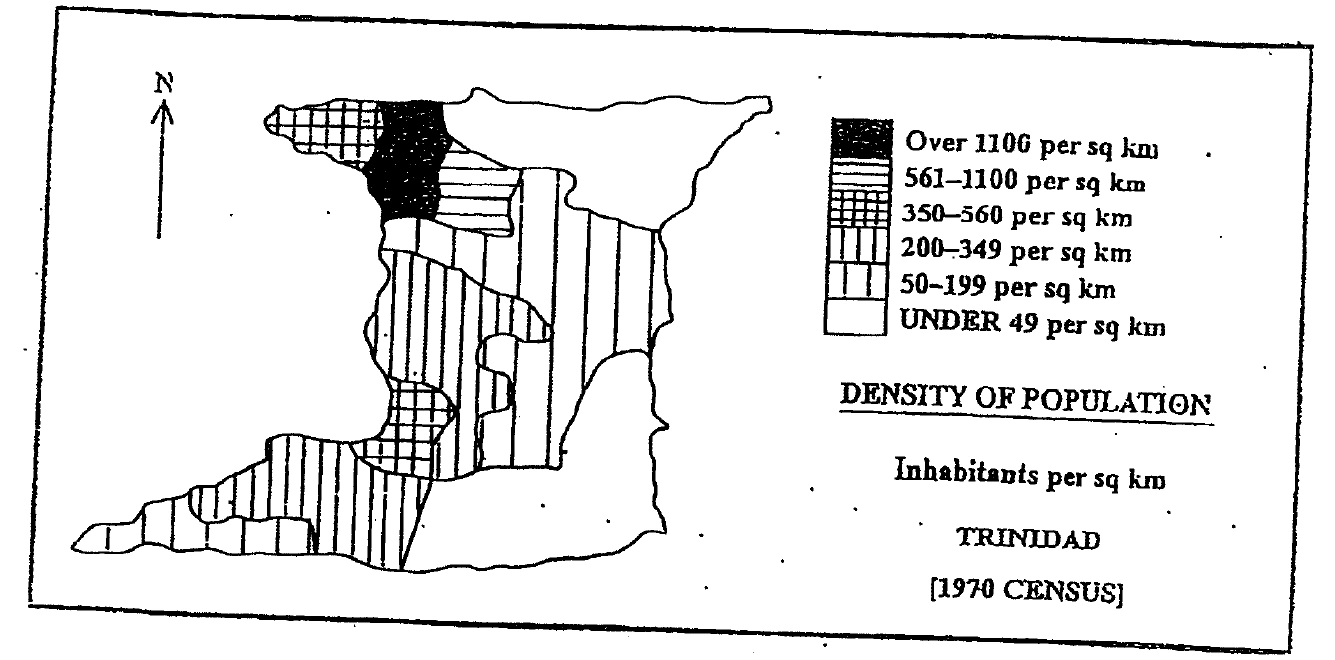 N
Over 1100 per sq km
561–1100 per sq km
350–560 per sq km
200–349 per sq km
50–199 per sq km
UNDER 49 per sq km
DENSITY OF POPULATION
Inhabitants per sq km
TRINIDAD
[1970 CENSUS]